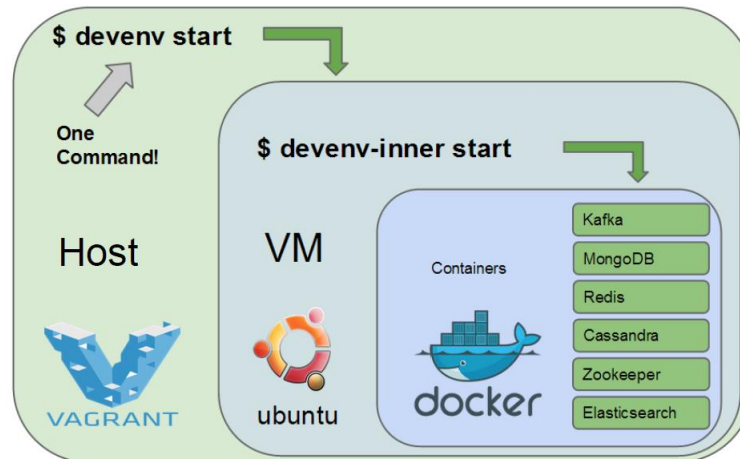 $ devenv start
One
Command!
$ devenv-inner start
Host
VM
Containers
Kafka
MongoDB
Redis
Cassandra
Zookeeper
Elasticsearch
VAGRANT
ubuntu
docker